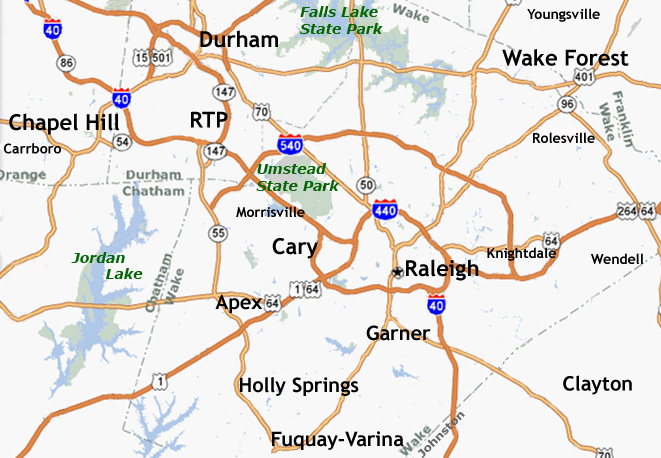 Falls Lake
State Park
Wake
Youngsville
40
Durham
Wake Forest
86
15 501
401
40
147
70
96
Franklin
Wake
Chapel Hill
RTP
54
Carrboro
147
540
Rolesville
Orange
Durham
Chatham
Umstead
State Park
50
Morrisville
440
264 64
55
Cary
64
Knightdale
Wendell
Jordan
Lake
Chatham
Wake
Raleigh
1 64
Apex
64
40
Garner
1
Holly Springs
Clayton
Wake
Johnston
Fuquay-Varina
70